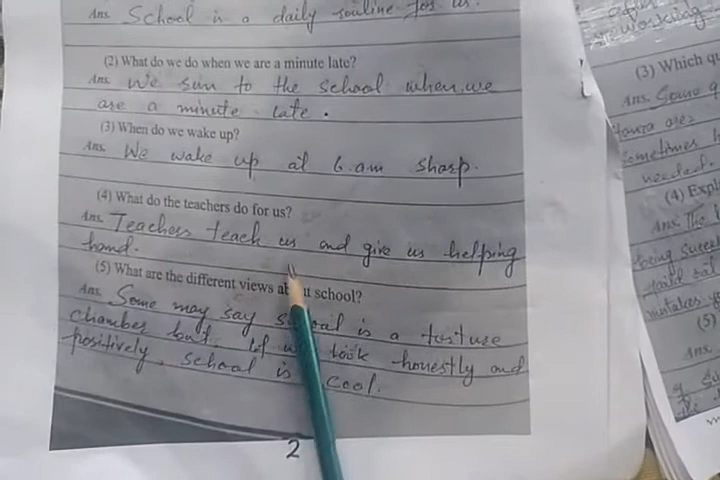 Ans. School is a daily routine for us.
(2) What do we do when we are a minute late?
Ans. We run to the school when we
are a minute late.
(3) When do we wake up?
Ans. We wake up at 6 am sharp.
(4) What do the teachers do for us?
Ans. Teachers teach us and give us helping
hand.
(5) What are the different views about school?
Ans. Some may say school is a torture
chamber but if we look honestly and
positively, school is cool.
2
(3) Which
Ans. Some
are
sometimes
needed.
(4)
Ans. The
being
mistakes
(5)
Ans.